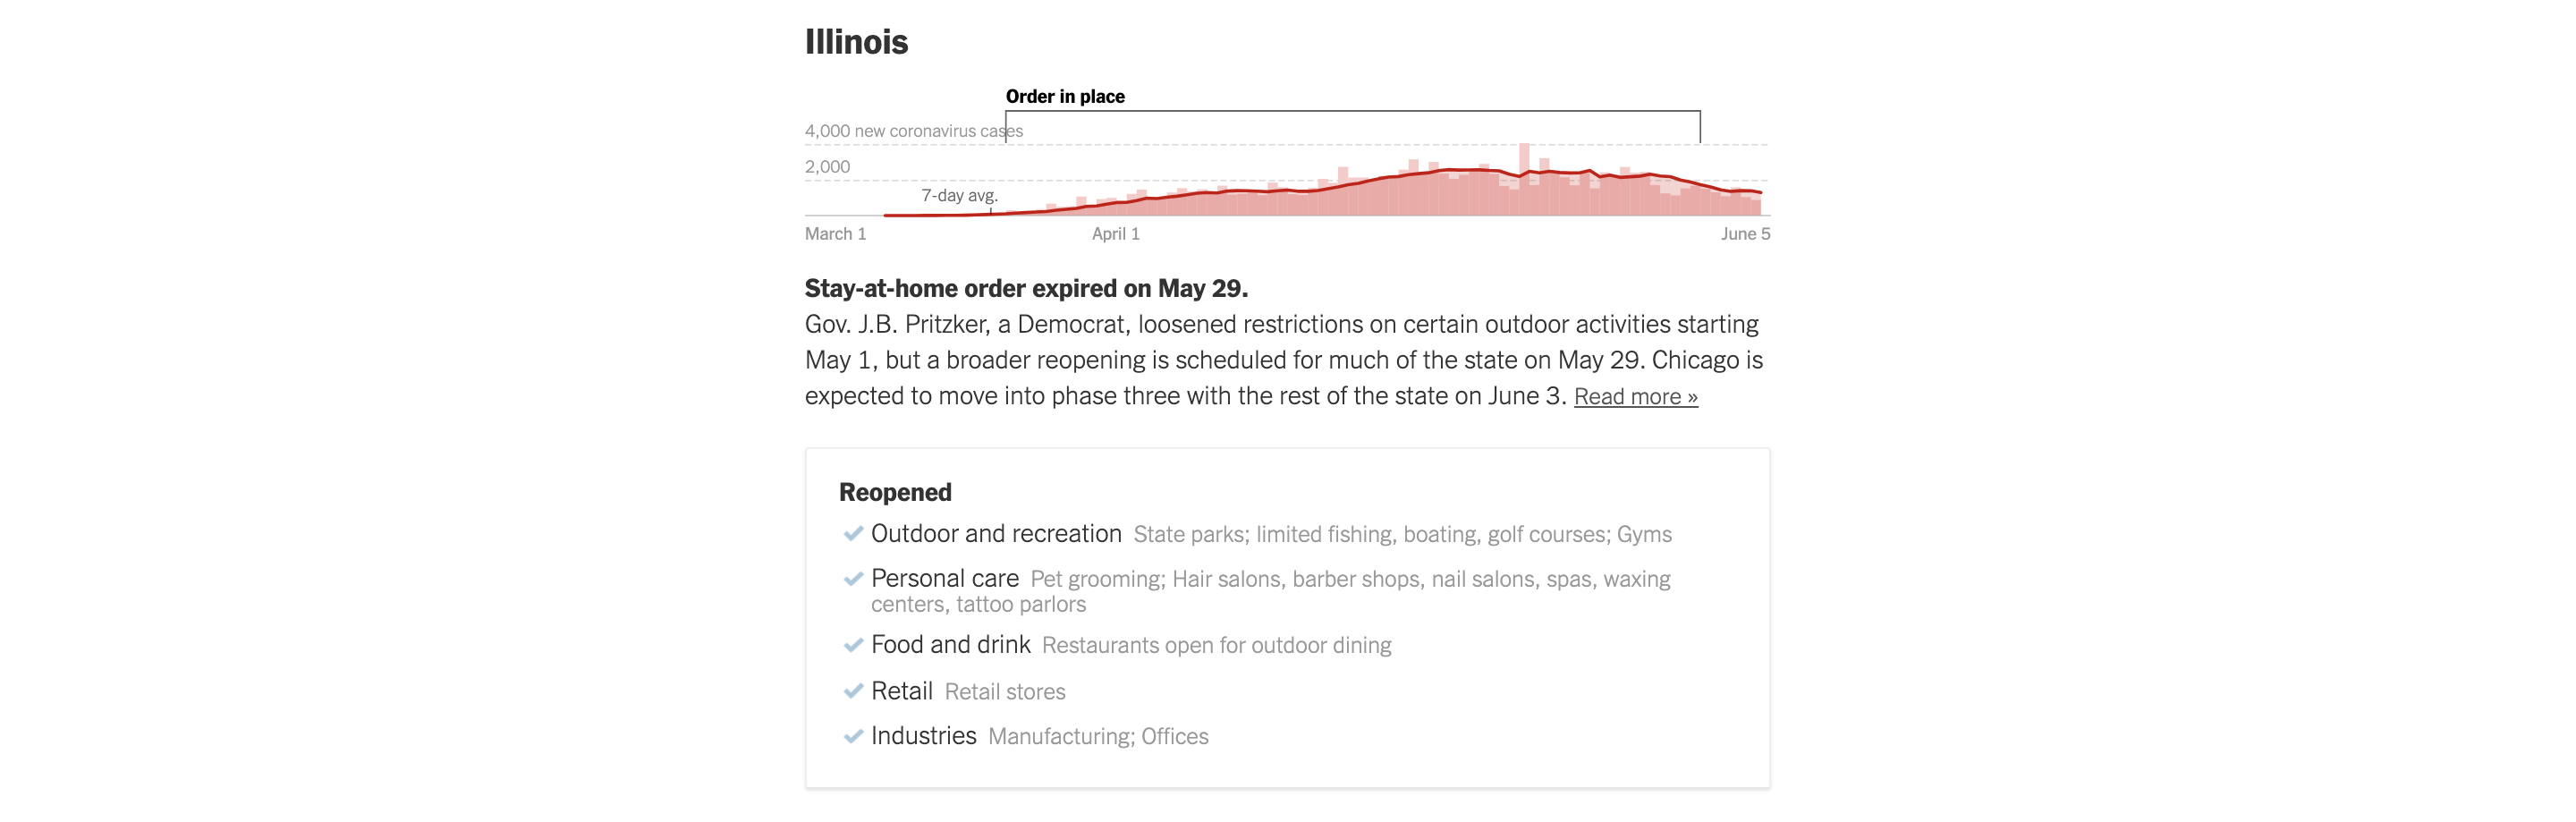 Illinois
Order in place
4,000 new coronavirus cases
2,000
7-day avg.
March 1
April 1
June 5
Stay-at-home order expired on May 29.
Gov. J.B. Pritzker, a Democrat, loosened restrictions on certain outdoor activities starting
May 1, but a broader reopening is scheduled for much of the state on May 29. Chicago is
expected to move into phase three with the rest of the state on June 3. Read more »
Reopened
Outdoor and recreation State parks; limited fishing, boating, golf courses; Gyms
Personal care Pet grooming; Hair salons, barber shops, nail salons, spas, waxing
centers, tattoo parlors
Food and drink Restaurants open for outdoor dining
Retail Retail stores
Industries Manufacturing; Offices